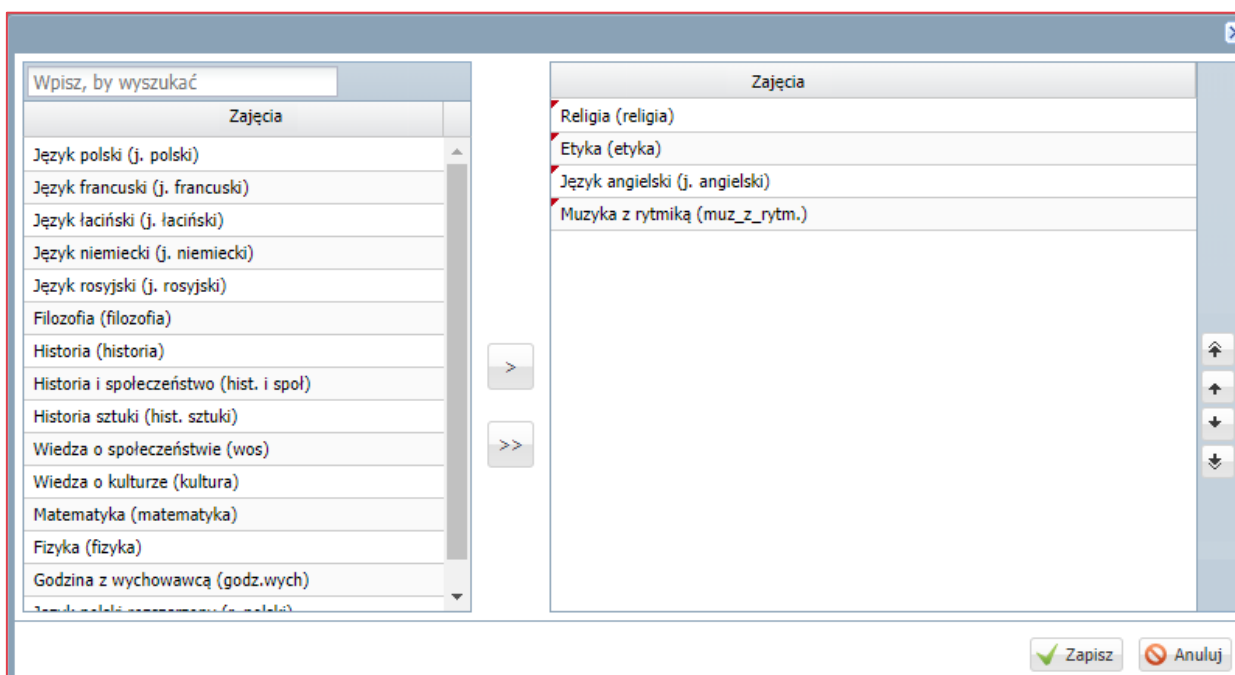 Wpisz, by wyszukać
Zajęcia
Język polski (j. polski)
Język francuski (j. francuski)
Język łaciński (j. łaciński)
Język niemiecki (j. niemiecki)
Język rosyjski (j. rosyjski)
Filozofia (filozofia)
Historia (historia)
Historia i społeczeństwo (hist. i społ)
Historia sztuki (hist. sztuki)
Wiedza o społeczeństwie (wos)
Wiedza o kulturze (kultura)
Matematyka (matematyka)
Fizyka (fizyka)
Godzina z wychowawcą (godz.wych)
>
>>
Zajęcia
Religia (religia)
Etyka (etyka)
Język angielski (j. angielski)
Muzyka z rytmiką (muz_z_rytm.)
Zapisz
Anuluj